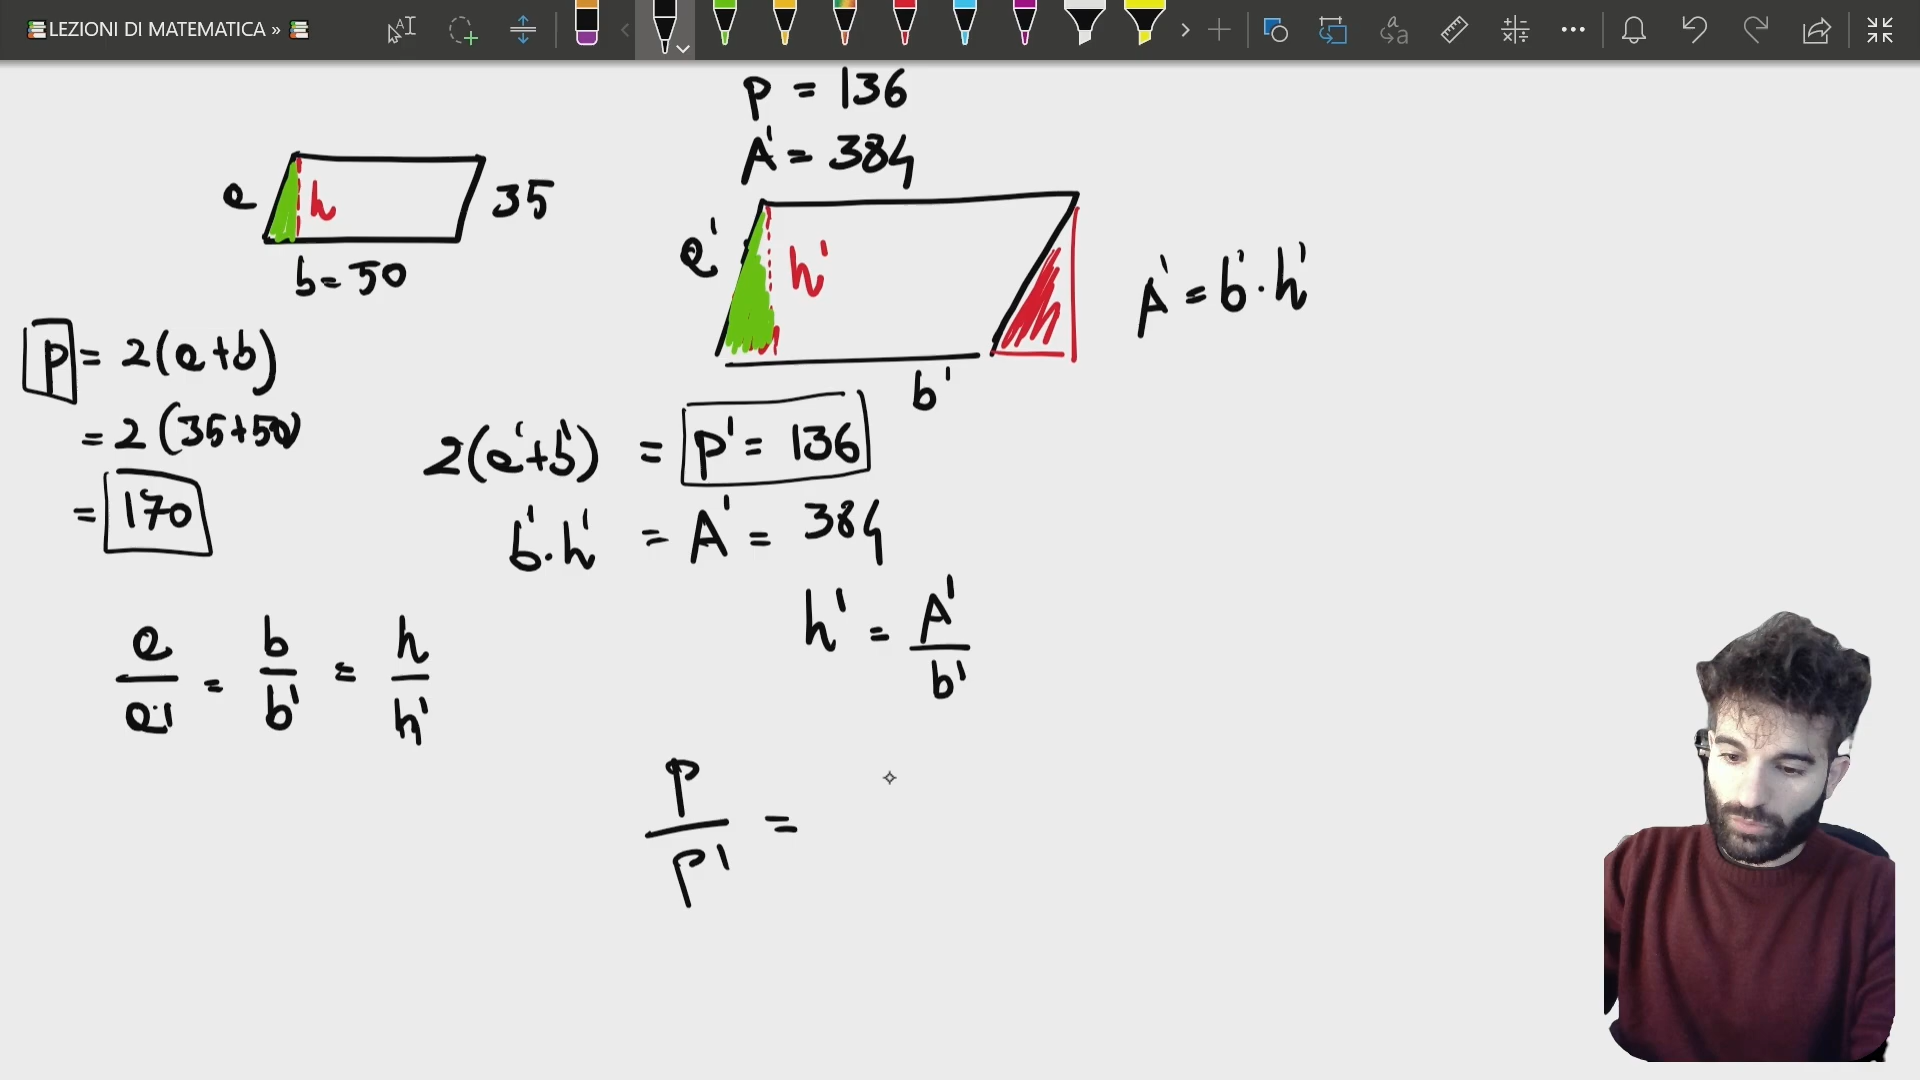 LEZIONI DI MATEMATICA »
p = 136
A' = 384
a h 35
b = 50
a' h'
b'
A' = b' · h'
p = 2(a+b)
= 2(35+50)
= 170
2(a'+b') = p' = 136
b' · h' = A' = 384
h' = A'/b'
a/a' = b/b' = h/h'
p/p' =